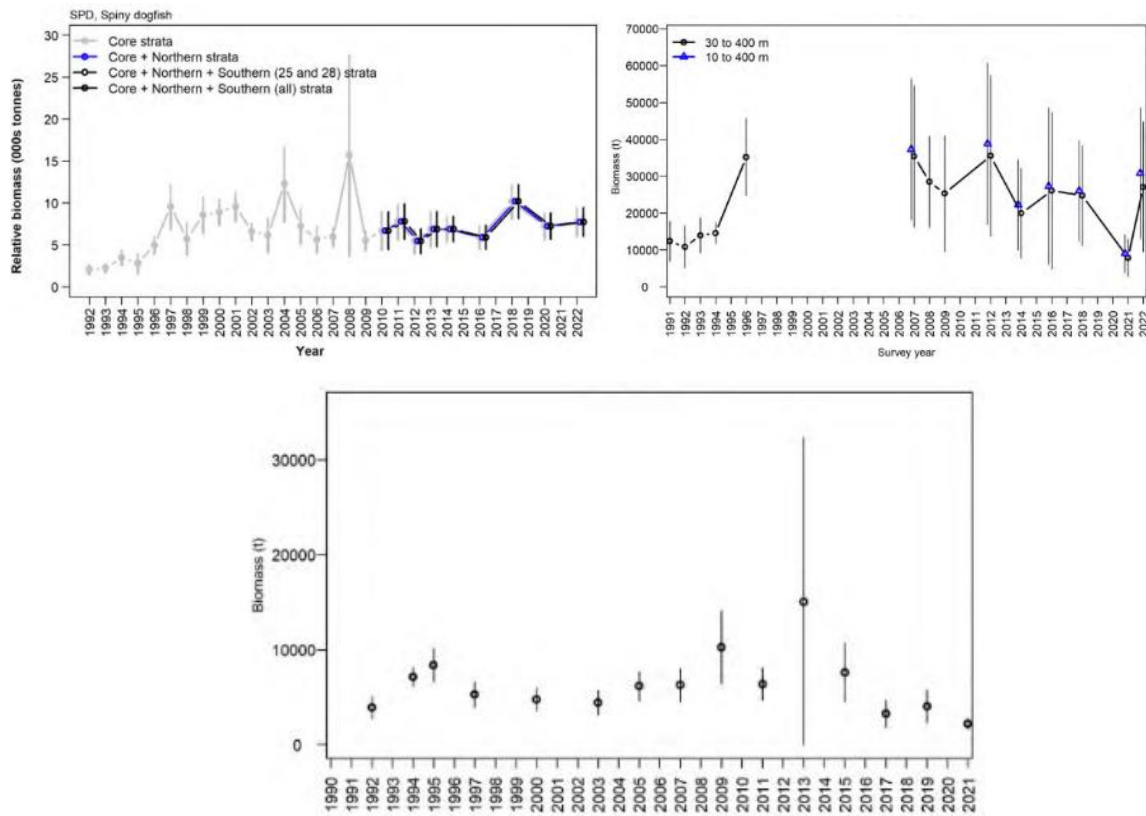 SPD, Spiny dogfish
Relative biomass (000s tonnes)
30
25
20
15
10
5
0
Core strata
Core + Northern strata
Core + Northern + Southern (25 and 28) strata
Core + Northern + Southern (all) strata
1992 1993 1994 1995 1996 1997 1998 1999 2000 2001 2002 2003 2004 2005 2006 2007 2008 2009 2010 2011 2012 2013 2014 2016 2018 2020 2021 2022
Year
Biomass (t)
70000
60000
50000
40000
30000
20000
10000
0
30 to 400 m
10 to 400 m
1991 1992 1993 1994 1995 1996 1997 1998 1999 2000 2001 2002 2003 2004 2005 2006 2007 2008 2009 2010 2011 2012 2013 2014 2015 2016 2017 2018 2019 2020 2021 2022
Survey year
Biomass (t)
30000
20000
10000
0
1990 1991 1992 1993 1994 1995 1996 1997 1998 1999 2000 2001 2002 2003 2004 2005 2006 2007 2008 2009 2010 2011 2012 2013 2014 2015 2016 2017 2018 2019 2020 2021